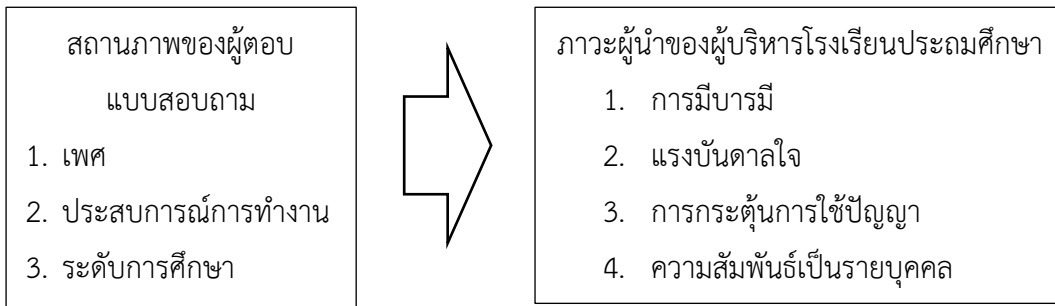 สถานภาพของผู้ตอบ
แบบสอบถาม
1. เพศ
2. ประสบการณ์การทำงาน
3. ระดับการศึกษา
ภาวะผู้นำของผู้บริหารโรงเรียนประถมศึกษา
1. การมีบารมี
2. แรงบันดาลใจ
3. การกระตุ้นการใช้ปัญญา
4. ความสัมพันธ์เป็นรายบุคคล